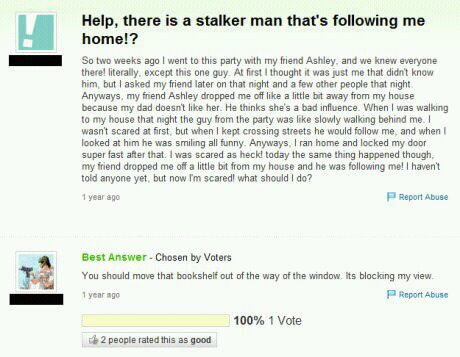 Help, there is a stalker man that's following me
home!?
So two weeks ago I went to this party with my friend Ashley, and we knew everyone
there! literally, except this one guy. At first I thought it was just me that didn't know
him, but I asked my friend later on that night and a few other people that night.
Anyways, my friend Ashley dropped me off like a little bit away from my house
because my dad doesn't like her. He thinks she's a bad influence. When I was walking
to my house that night the guy from the party was like slowly walking behind me. I
wasn't scared at first, but when I kept crossing streets he would follow me, and when I
looked at him he was smiling all funny. Anyways, I ran home and locked my door
super fast after that. I was scared as heck! today the same thing happened though,
my friend dropped me off a little bit from my house and he was following me! I haven't
told anyone yet, but now I'm scared! what should I do?
1 year ago
Report Abuse
Best Answer - Chosen by Voters
You should move that bookshelf out of the way of the window. Its blocking my view.
1 year ago
Report Abuse
100% 1 Vote
2 people rated this as good